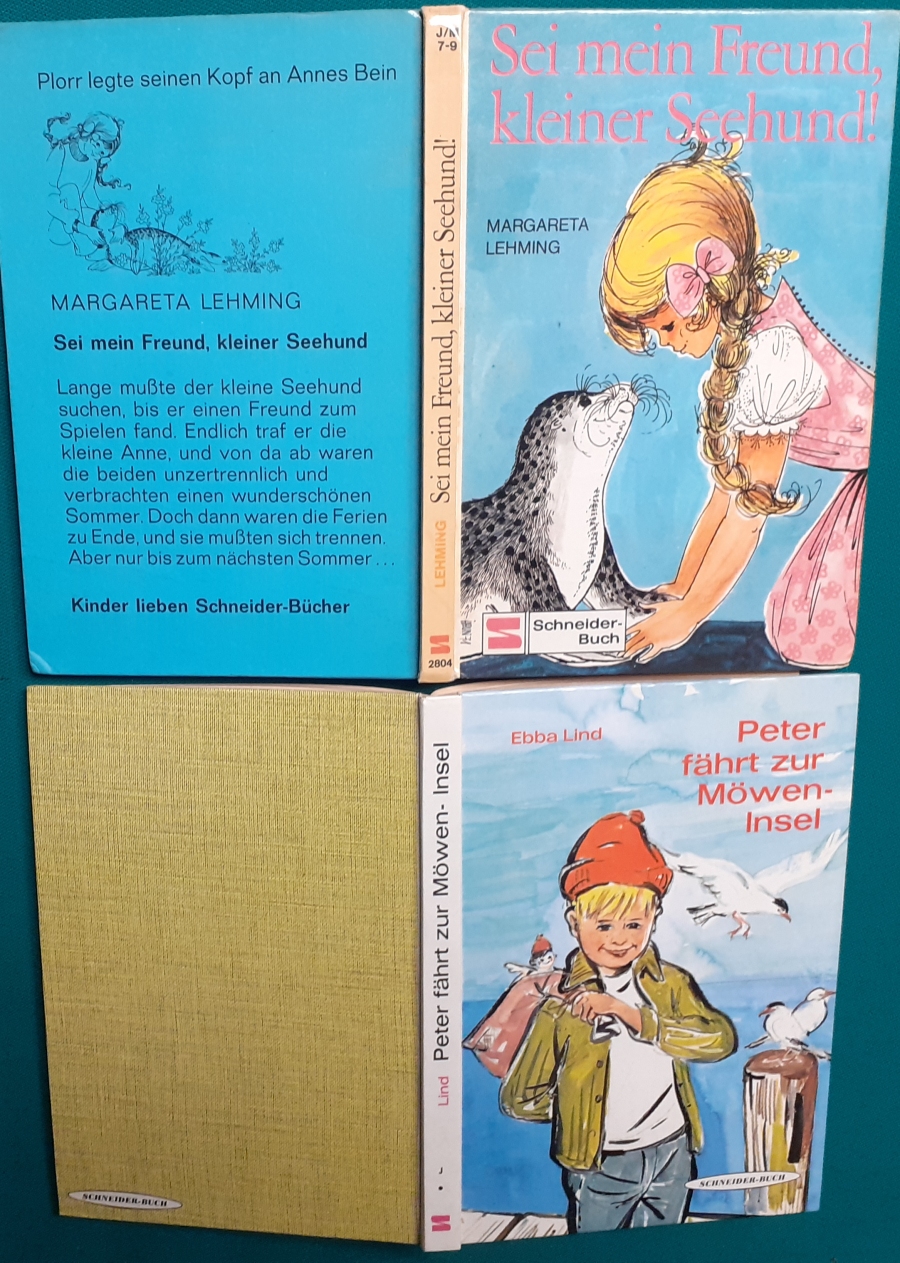 Plorr legte seinen Kopf an Annes Bein
MARGARETA LEHMING
Sei mein Freund, kleiner Seehund
Lange mußte der kleine Seehund
suchen, bis er einen Freund zum
Spielen fand. Endlich traf er die
kleine Anne, und von da ab waren
die beiden unzertrennlich und
verbrachten einen wunderschönen
Sommer. Doch dann waren die Ferien
zu Ende, und sie mußten sich trennen.
Aber nur bis zum nächsten Sommer ...
Kinder lieben Schneider-Bücher
7-9
LEHMING Sei mein Freund, kleiner Seehund!
2804
Sei mein Freund,
kleiner Seehund!
MARGARETA
LEHMING
Schneider-
Buch
SCHNEIDER-BUCH
Lind Peter fährt zur Möwen- Insel
Ebba Lind
Peter
fährt zur
Möwen-
Insel
SCHNEIDER-BUCH